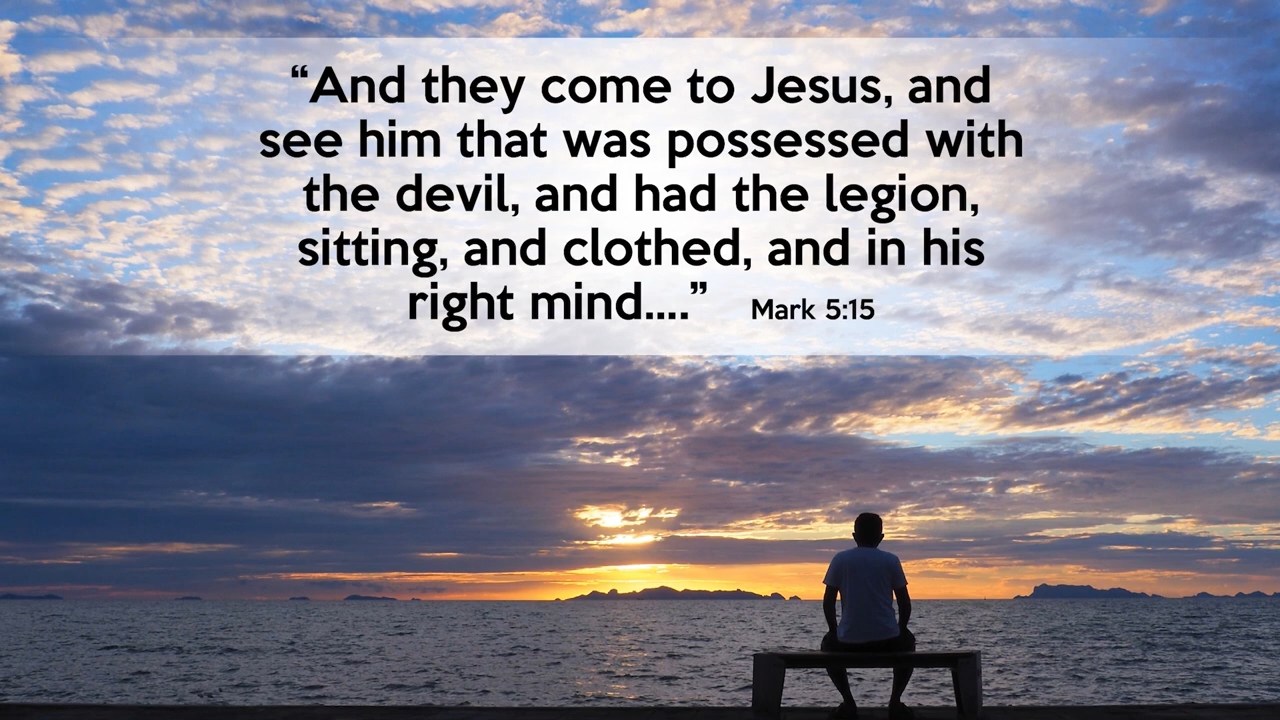 “And they come to Jesus, and
see him that was possessed with
the devil, and had the legion,
sitting, and clothed, and in his
right mind....” Mark 5:15